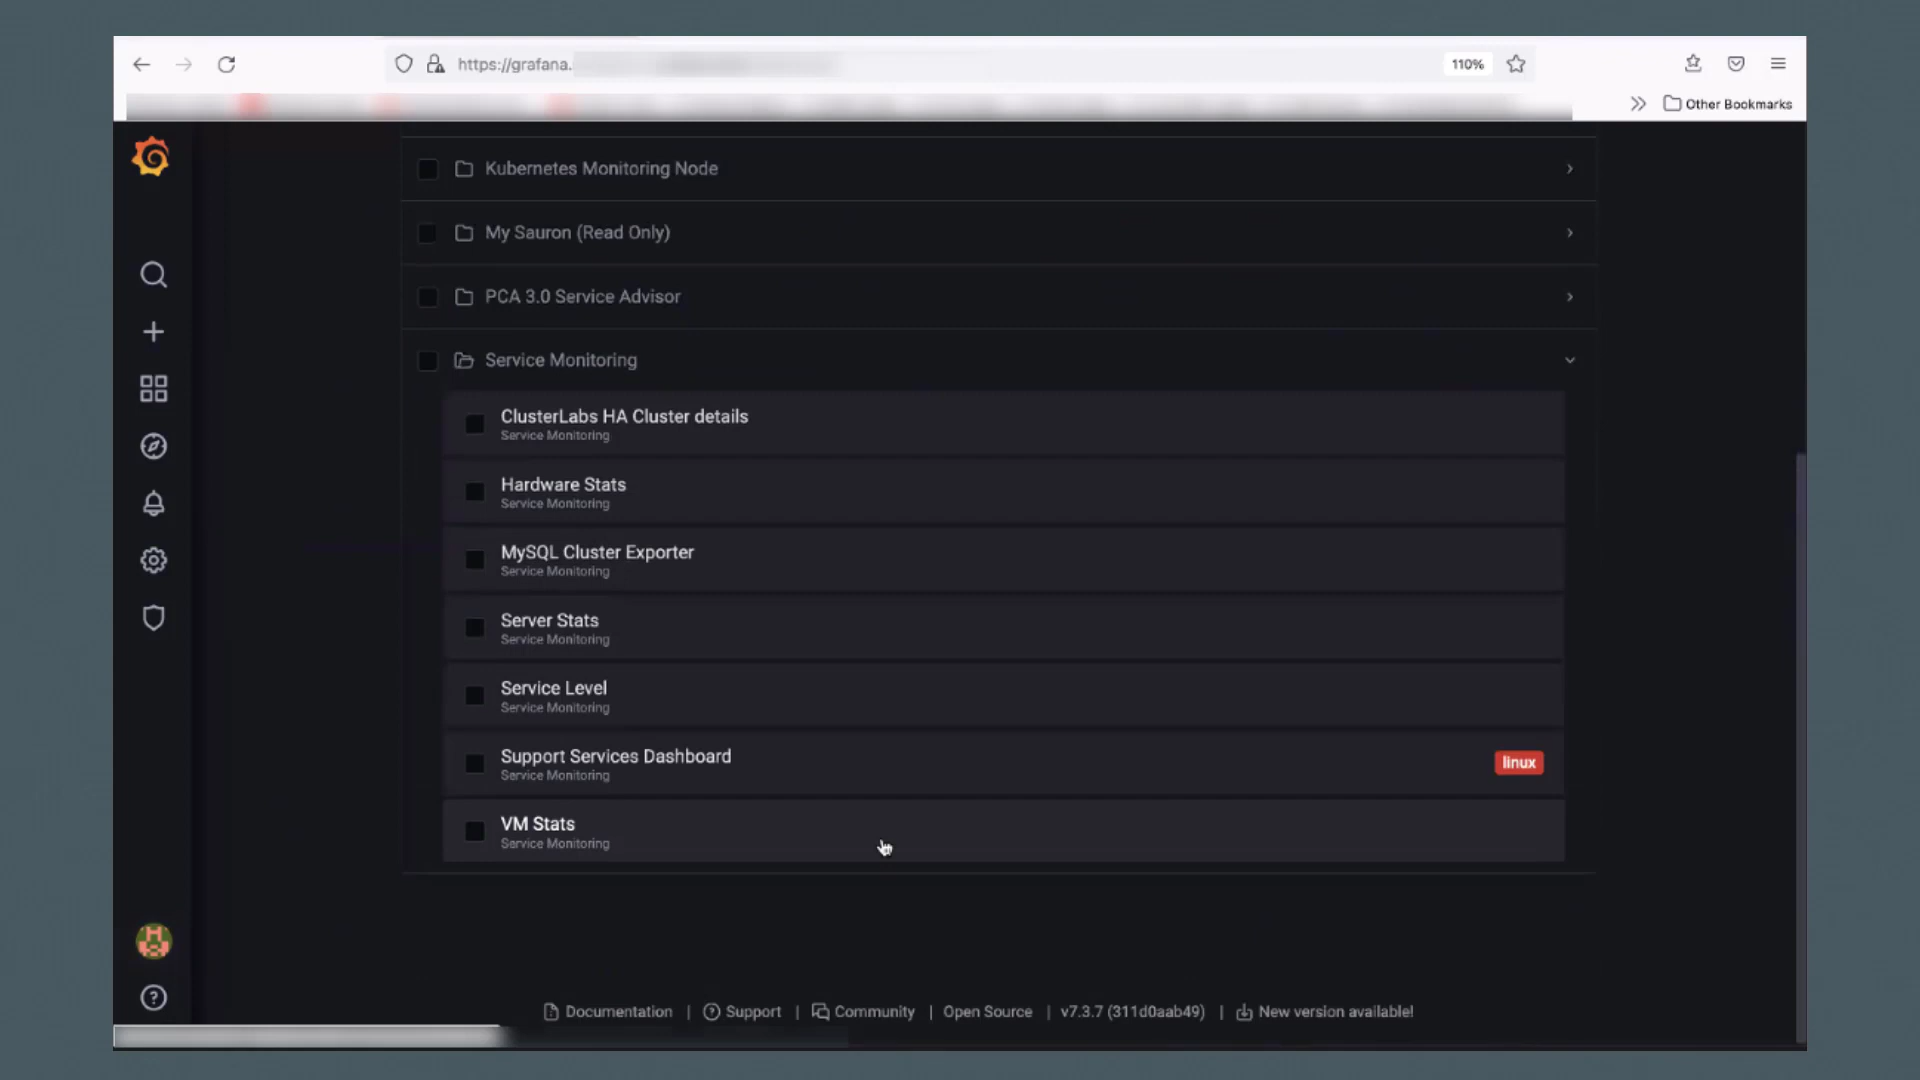 https://grafana.
110%
Other Bookmarks
Kubernetes Monitoring Node
My Sauron (Read Only)
PCA 3.0 Service Advisor
Service Monitoring
ClusterLabs HA Cluster details
Service Monitoring
Hardware Stats
Service Monitoring
MySQL Cluster Exporter
Service Monitoring
Server Stats
Service Monitoring
Service Level
Service Monitoring
Support Services Dashboard
Service Monitoring
linux
VM Stats
Service Monitoring
Documentation | Support | Community | Open Source | v7.3.7 (311d0aab49) | New version available!